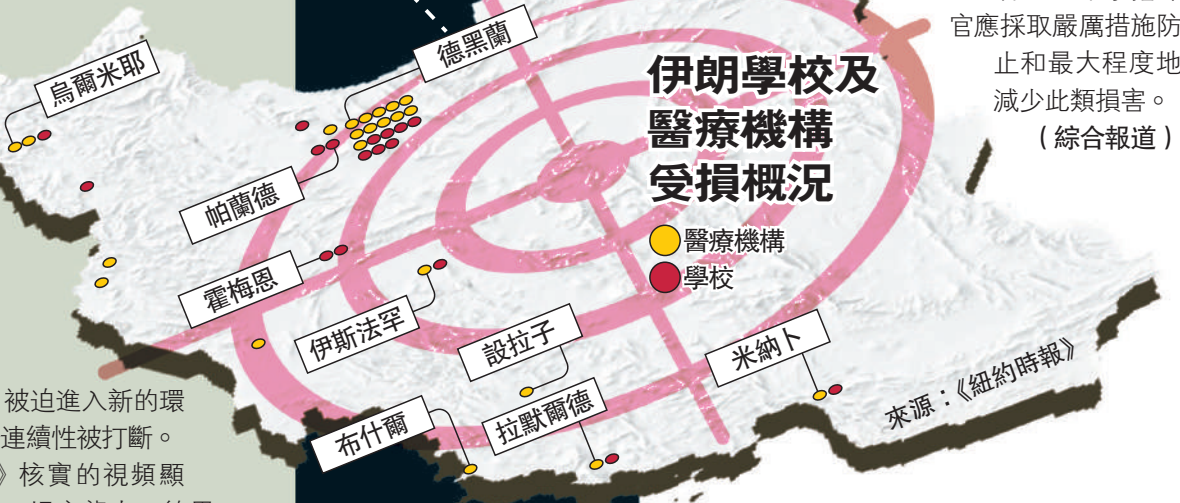 官應採取嚴厲措施防
止和最大程度地
減少此類損害。
（綜合報道）
伊朗學校及
醫療機構
受損概況
醫療機構
學校
德黑蘭
烏爾米耶
帕蘭德
霍梅恩
伊斯法罕
設拉子
米納卜
拉默爾德
布什爾
來源：《紐約時報》
被迫進入新的環
連續性被打斷。
》核實的視頻顯